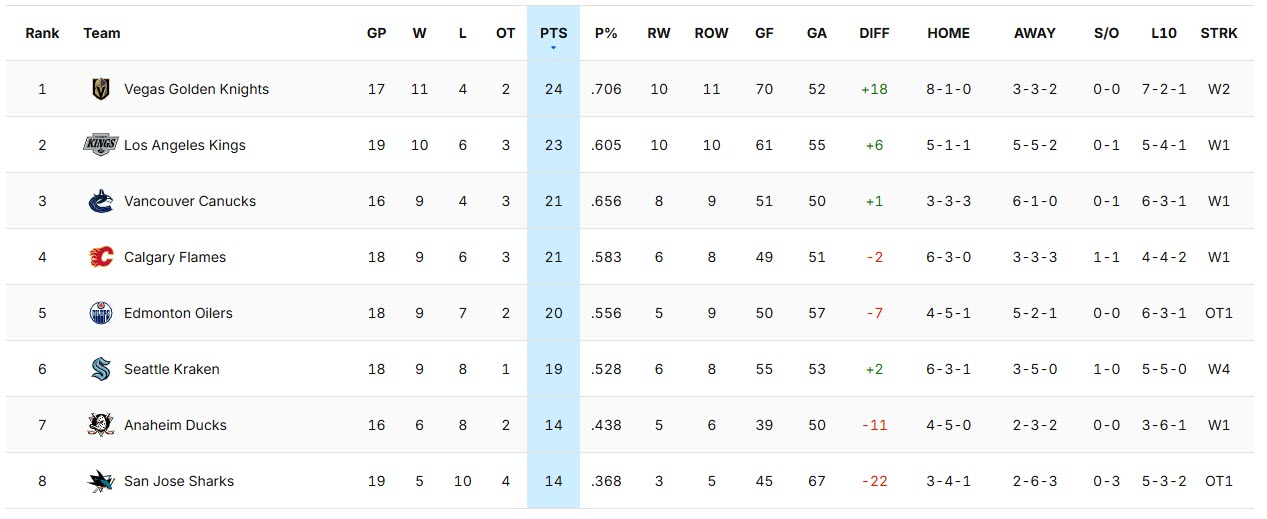 Rank Team GP W L OT PTS P% RW ROW GF GA DIFF HOME AWAY S/O L10 STRK
1 Vegas Golden Knights 17 11 4 2 24 .706 10 11 70 52 +18 8-1-0 3-3-2 0-0 7-2-1 W2
2 KINGS Los Angeles Kings 19 10 6 3 23 .605 10 10 61 55 +6 5-1-1 5-5-2 0-1 5-4-1 W1
3 Vancouver Canucks 16 9 4 3 21 .656 8 9 51 50 +1 3-3-3 6-1-0 0-1 6-3-1 W1
4 Calgary Flames 18 9 6 3 21 .583 6 8 49 51 -2 6-3-0 3-3-3 1-1 4-4-2 W1
5 OILERS Edmonton Oilers 18 9 7 2 20 .556 5 9 50 57 -7 4-5-1 5-2-1 0-0 6-3-1 OT1
6 Seattle Kraken 18 9 8 1 19 .528 6 8 55 53 +2 6-3-1 3-5-0 1-0 5-5-0 W4
7 Anaheim Ducks 16 6 8 2 14 .438 5 6 39 50 -11 4-5-0 2-3-2 0-0 3-6-1 W1
8 San Jose Sharks 19 5 10 4 14 .368 3 5 45 67 -22 3-4-1 2-6-3 0-3 5-3-2 OT1